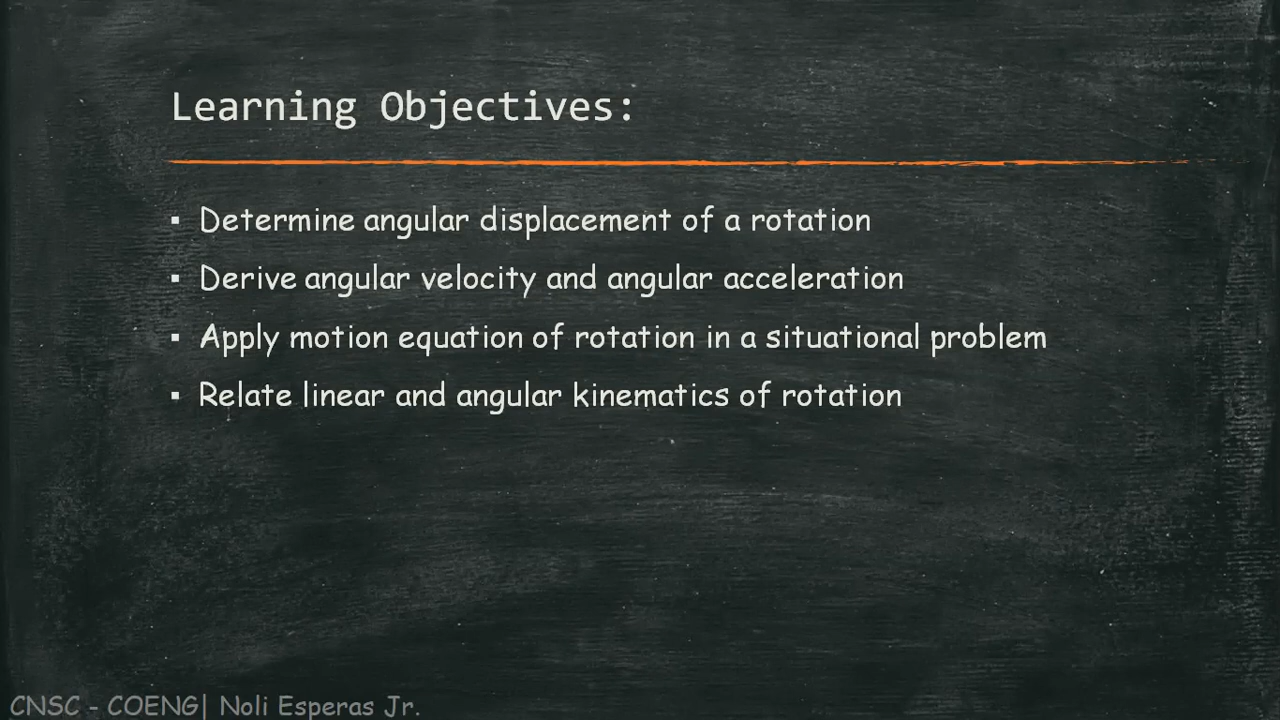 Learning Objectives:
▪ Determine angular displacement of a rotation
▪ Derive angular velocity and angular acceleration
▪ Apply motion equation of rotation in a situational problem
▪ Relate linear and angular kinematics of rotation
CNSC - COENG| Noli Esperas Jr.